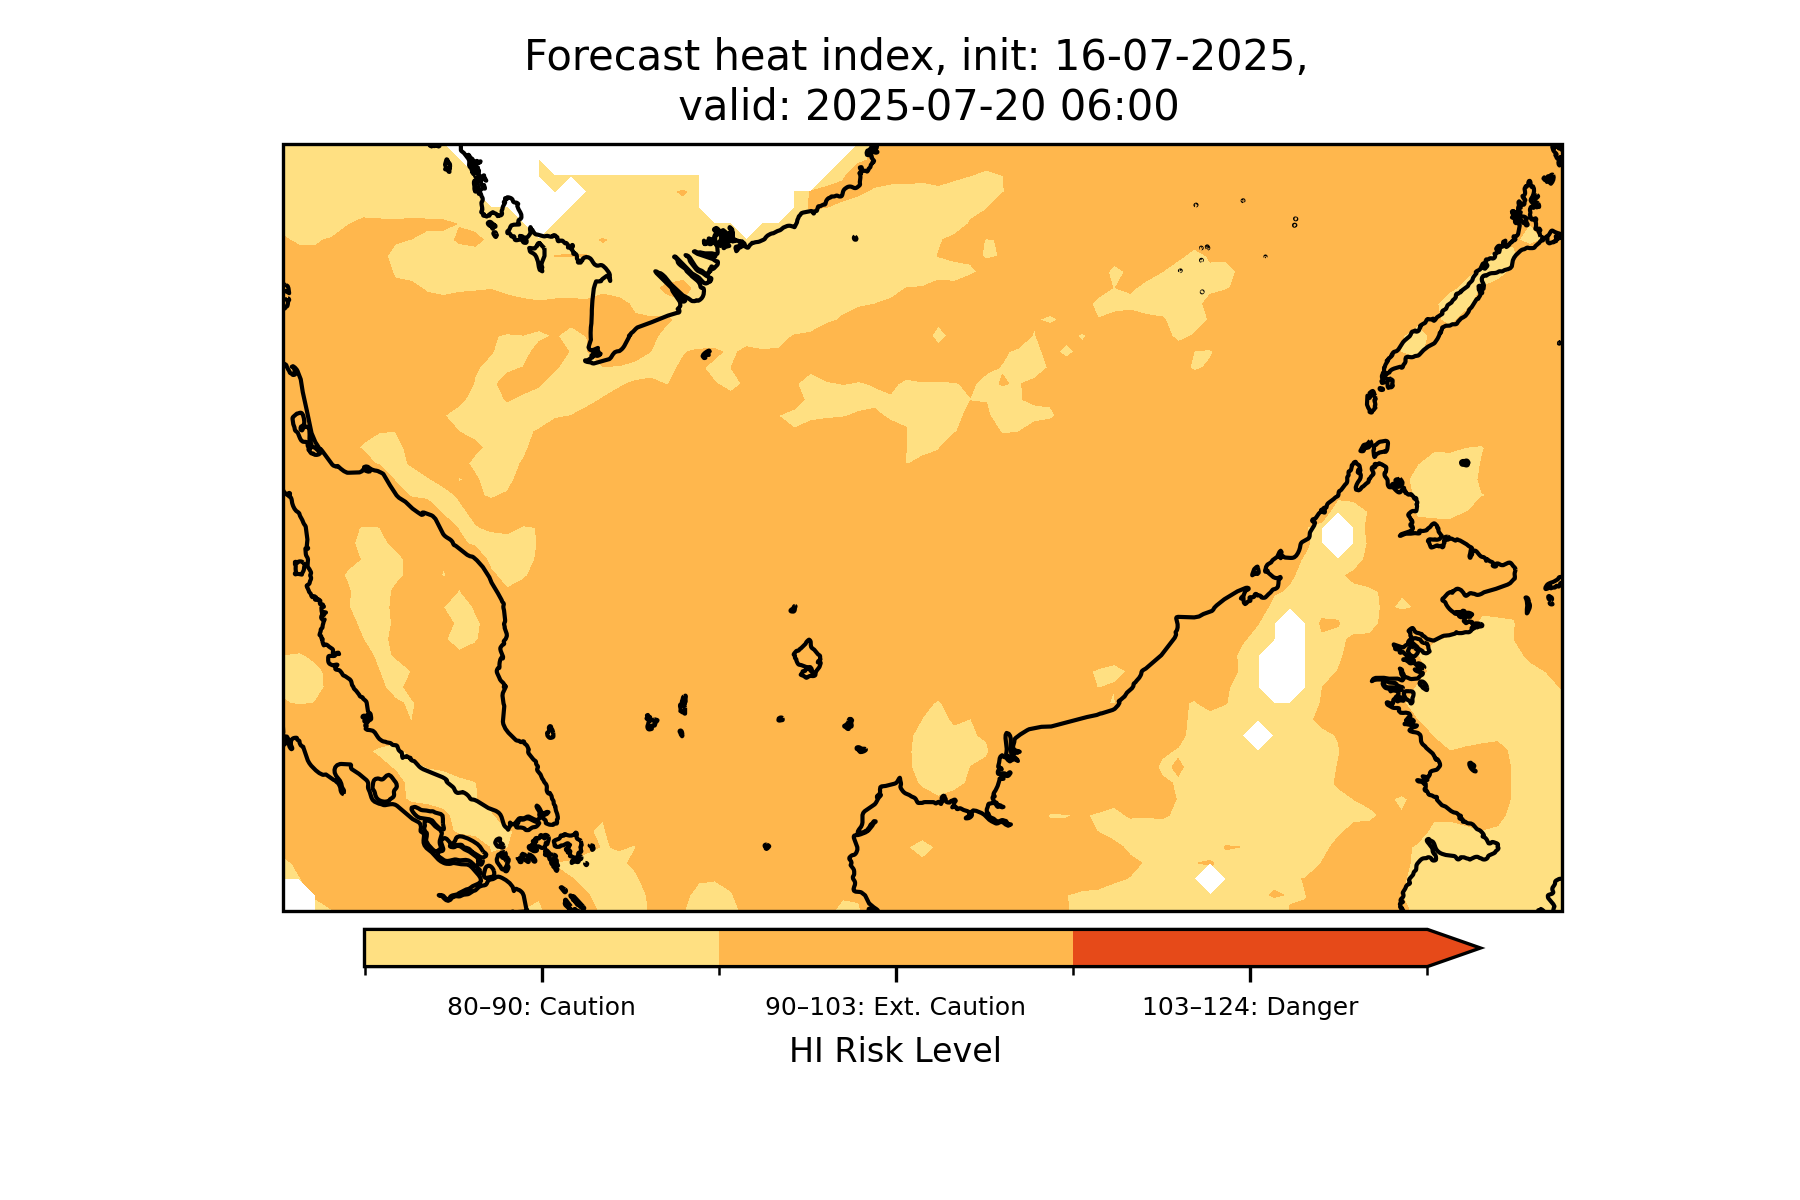 Forecast heat index, init: 16-07-2025,
valid: 2025-07-20 06:00
80–90: Caution
90–103: Ext. Caution
103–124: Danger
HI Risk Level